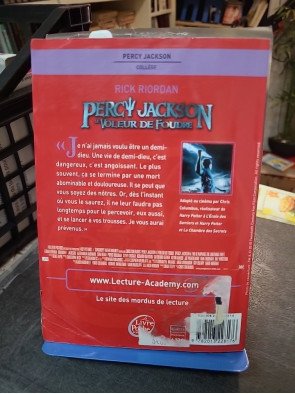 PERCY JACKSON
COLLÈGE
RICK RIORDAN
PERCY JACKSON
LE VOLEUR DE FOUDRE
« Je n'ai jamais voulu être un demi-
dieu. Une vie de demi-dieu, c'est
dangereux, c'est angoissant. Le plus
souvent, ça se termine par une mort
abominable et douloureuse. Il se peut que
vous soyez des nôtres. Or, dès l'instant
où vous le saurez, il ne leur faudra pas
longtemps pour le percevoir, eux aussi,
et se lancer à vos trousses. Je vous aurai
prévenus. »
Adapté au cinéma par Chris
Columbus, réalisateur de
Harry Potter à l'École des
Sorciers et Harry Potter et
La Chambre des Secrets
www.Lecture-Academy.com
Le site des mordus de lecture
Le Livre
de Poche